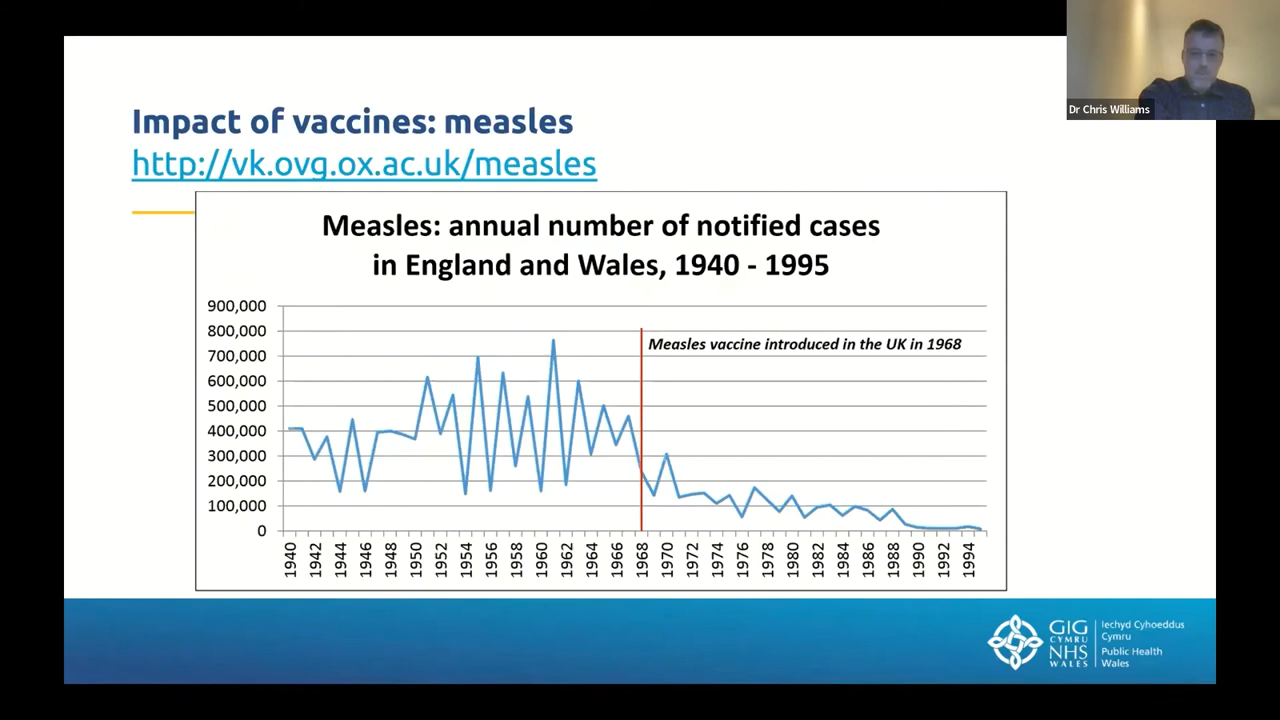 Dr Chris Williams
Impact of vaccines: measles
http://vk.ovg.ox.ac.uk/measles
Measles: annual number of notified cases
in England and Wales, 1940 - 1995
900,000
800,000
700,000
600,000
500,000
400,000
300,000
200,000
100,000
0
Measles vaccine introduced in the UK in 1968
1940
1942
1944
1946
1948
1950
1952
1954
1956
1958
1960
1962
1964
1966
1968
1970
1972
1974
1976
1978
1980
1982
1984
1986
1988
1990
1992
1994
GIG
CYMRU
NHS
WALES
Iechyd Cyhoeddus
Cymru
Public Health
Wales